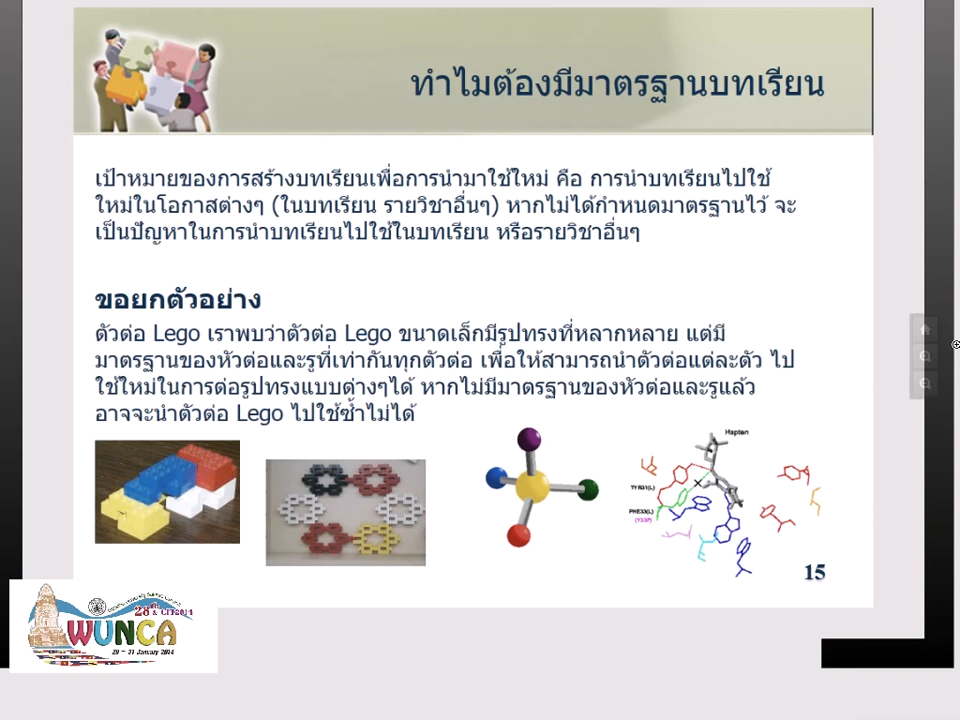 ทำไมต้องมีมาตรฐานบทเรียน
เป้าหมายของการสร้างบทเรียนเพื่อการนำมาใช้ใหม่ คือ การนำบทเรียนไปใช้
ใหม่ในโอกาสต่างๆ (ในบทเรียน รายวิชาอื่นๆ) หากไม่ได้กำหนดมาตรฐานไว้ จะ
เป็นปัญหาในการนำบทเรียนไปใช้ในบทเรียน หรือรายวิชาอื่นๆ
ขอยกตัวอย่าง
ตัวต่อ Lego เราพบว่าตัวต่อ Lego ขนาดเล็กมีรูปทรงที่หลากหลาย แต่มี
มาตรฐานของหัวต่อและรูที่เท่ากันทุกตัวต่อ เพื่อให้สามารถนำตัวต่อแต่ละตัว ไป
ใช้ใหม่ในการต่อรูปทรงแบบต่างๆได้ หากไม่มีมาตรฐานของหัวต่อและรูแล้ว
อาจจะนำตัวต่อ Lego ไปใช้ซ้ำไม่ได้
Hapten
TYR31(L)
PHE33(L)
(Y33F)
15
28th & CIT2014
WUNCA
29 - 31 January 2014